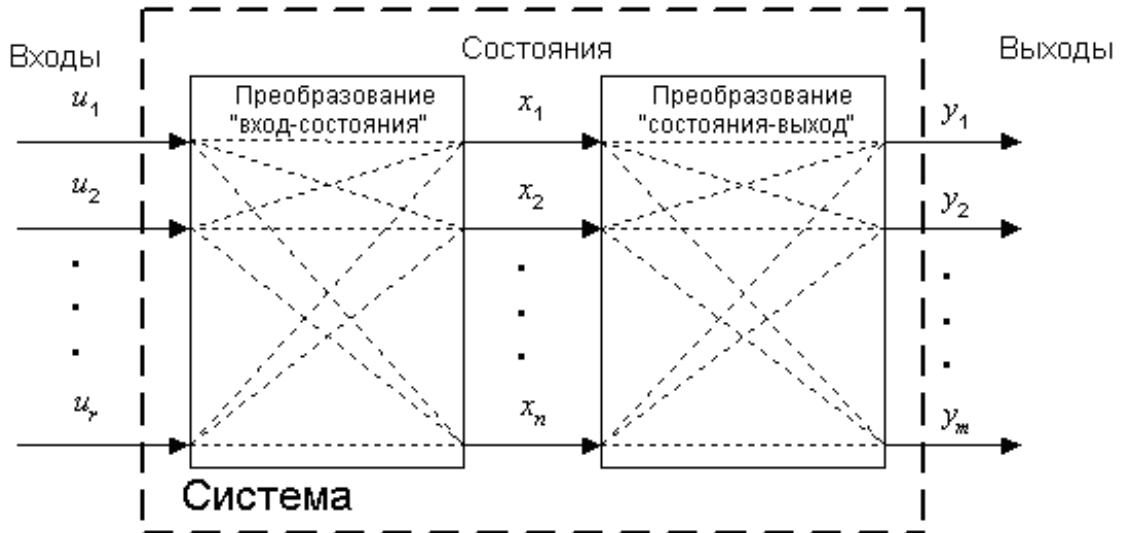 Входы
Состояния
Выходы
Преобразование
"вход-состояния"
Преобразование
"состояния-выход"
u₁
x₁
y₁
u₂
x₂
y₂
uᵣ
xₙ
yₘ
Система